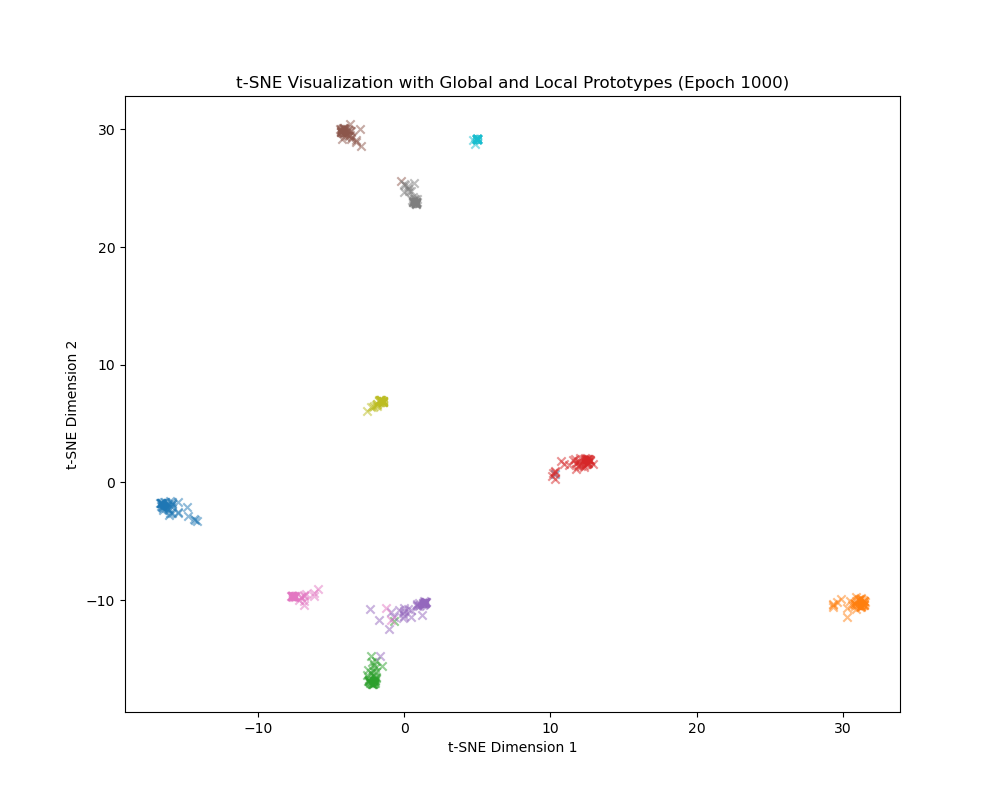 t-SNE Visualization with Global and Local Prototypes (Epoch 1000)
30
20
10
0
−10
t-SNE Dimension 2
−10 0 10 20 30
t-SNE Dimension 1